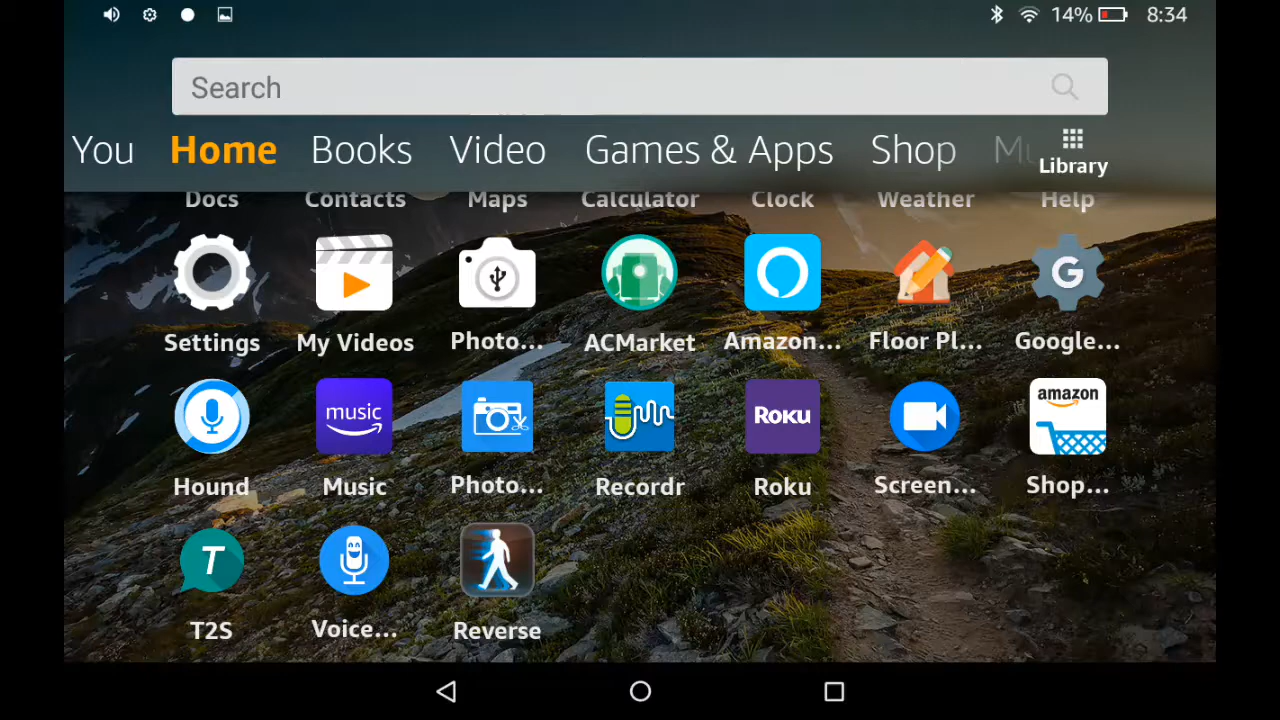 14% 8:34
Search
You Home Books Video Games & Apps Shop Mu Library
Docs Contacts Maps Calculator Clock Weather Help
G
Settings My Videos Photo... ACMarket Amazon... Floor Pl... Google...
music Roku amazon
Hound Music Photo... Recordr Roku Screen... Shop...
T
T2S Voice... Reverse